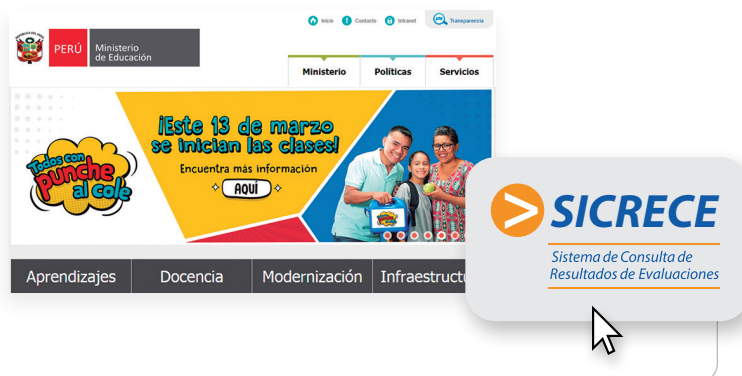 Inicio Contacto Intranet Transparencia
PERÚ
Ministerio
de Educación
Ministerio Políticas Servicios
¡Este 13 de marzo
se inician las clases!
Encuentra más información
AQUÍ
Todos con
punche
al cole
SICRECE
Sistema de Consulta de
Resultados de Evaluaciones
Aprendizajes Docencia Modernización Infraestructu